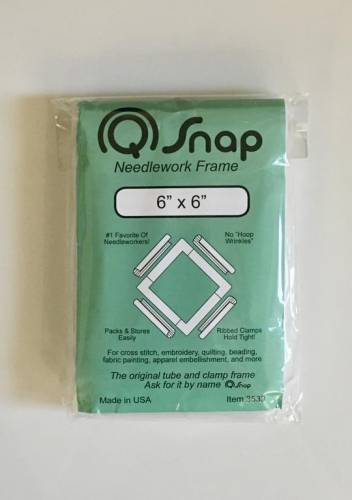 Q Snap
Needlework Frame
6" x 6"
#1 Favorite Of
Needleworkers!
No "Hoop
Wrinkles"
Packs & Stores
Easily
Ribbed Clamps
Hold Tight!
For cross stitch, embroidery, quilting, beading,
fabric painting, apparel embellishment, and more
The original tube and clamp frame
Ask for it by name Q Snap
Made in USA
Item